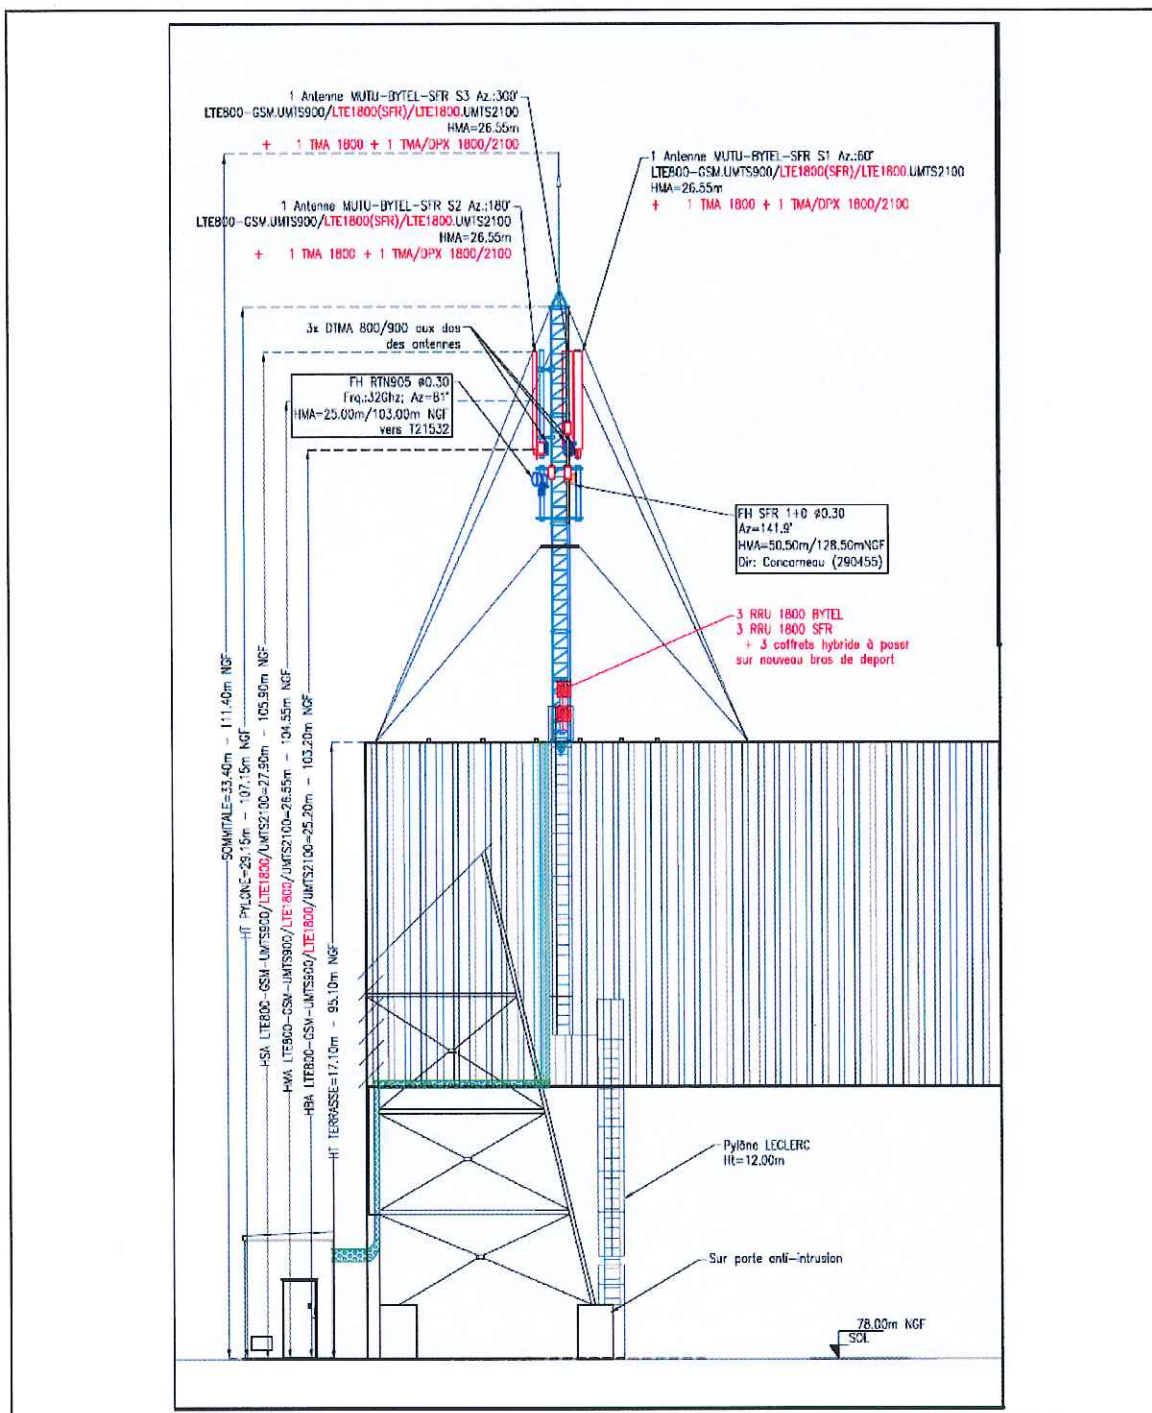 1 Antenne MUTU-BYTEL-SFR S3 Az.:300°
LTE800-GSM.UMTS900/LTE1800(SFR)/LTE1800.UMTS2100
HMA=26.55m
+ 1 TMA 1800 + 1 TMA/DPX 1800/2100
1 Antenne MUTU-BYTEL-SFR S1 Az.:60°
LTE800-GSM.UMTS900/LTE1800(SFR)/LTE1800.UMTS2100
HMA=26.55m
+ 1 TMA 1800 + 1 TMA/DPX 1800/2100
1 Antenne MUTU-BYTEL-SFR S2 Az.:180°
LTE800-GSM.UMTS900/LTE1800(SFR)/LTE1800.UMTS2100
HMA=26.55m
+ 1 TMA 1800 + 1 TMA/DPX 1800/2100
3x DTMA 800/900 aux dos
des antennes
FH RTN905 ø0.30
Frq.:32Ghz; Az=81°
HMA=25.00m/103.00m NGF
vers T21532
FH SFR 1+0 ø0.30
Az=141.9°
HMA=50.50m/128.50mNGF
Dir: Concarneau (290455)
3 RRU 1800 BYTEL
3 RRU 1800 SFR
+ 3 coffrets hybride à poser
sur nouveau bras de deport
SOMMITALE=33.40m - 111.40m NGF
HT PYLONE=29.15m - 107.15m NGF
HSA LTE800-GSM-UMTS900/LTE1800/UMTS2100=27.90m - 105.90m NGF
HMA LTE800-GSM-UMTS900/LTE1800/UMTS2100=26.55m - 104.55m NGF
HBA LTE800-GSM-UMTS900/LTE1800/UMTS2100=25.20m - 103.20m NGF
HT TERRASSE=17.10m - 95.10m NGF
Pylône LECLERC
Ht=12.00m
Sur porte anti-intrusion
78.00m NGF
SOL